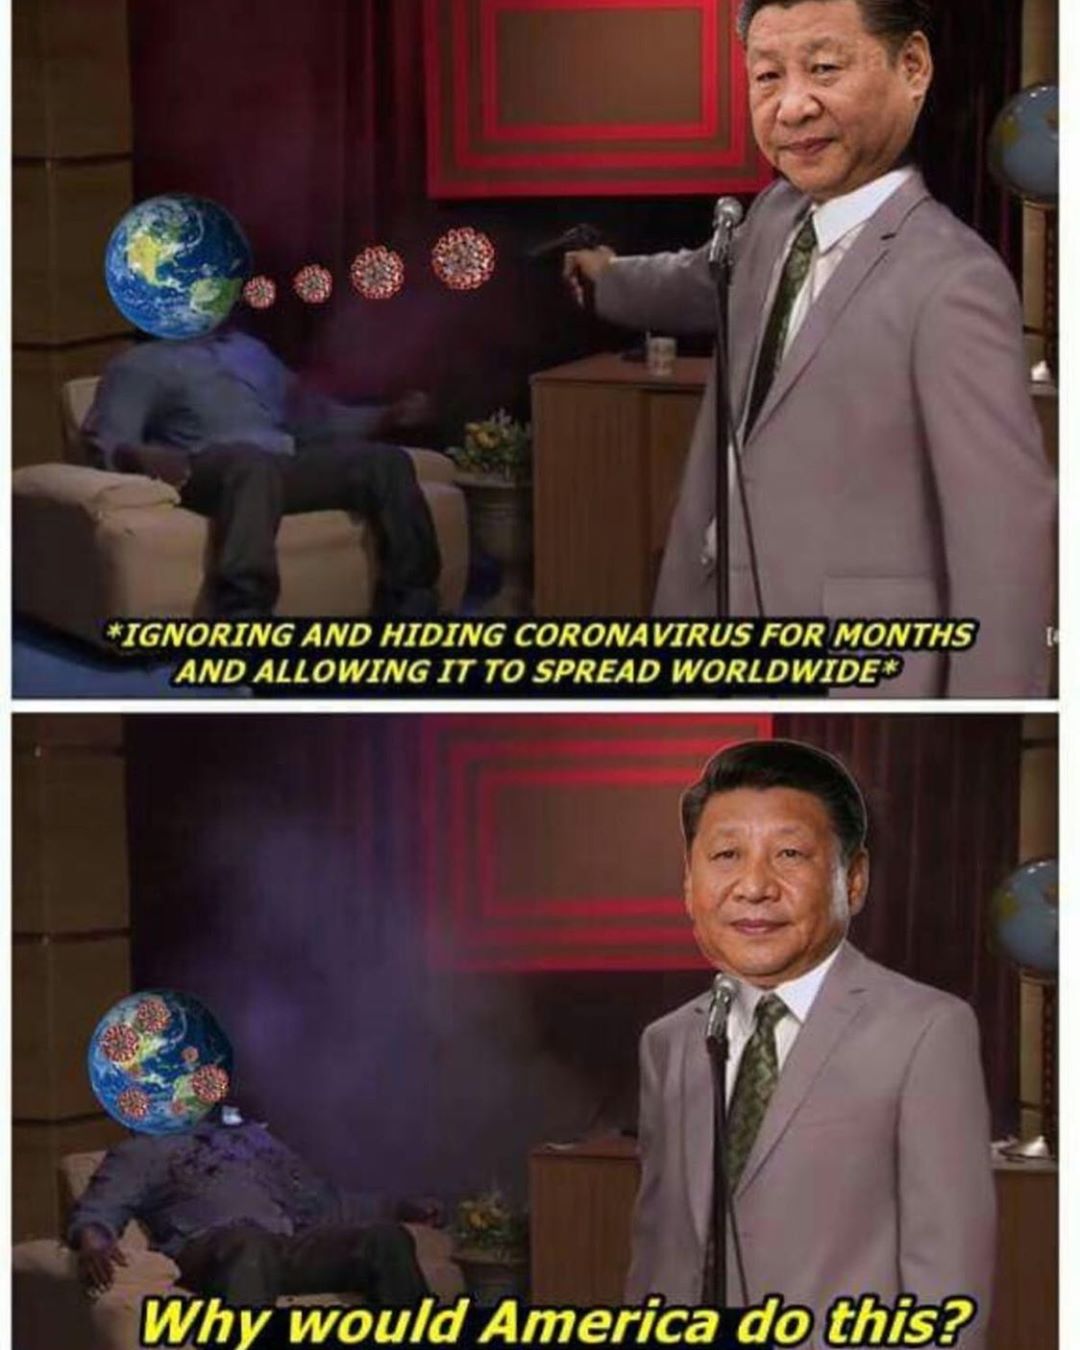 *IGNORING AND HIDING CORONAVIRUS FOR MONTHS
AND ALLOWING IT TO SPREAD WORLDWIDE*
Why would America do this?